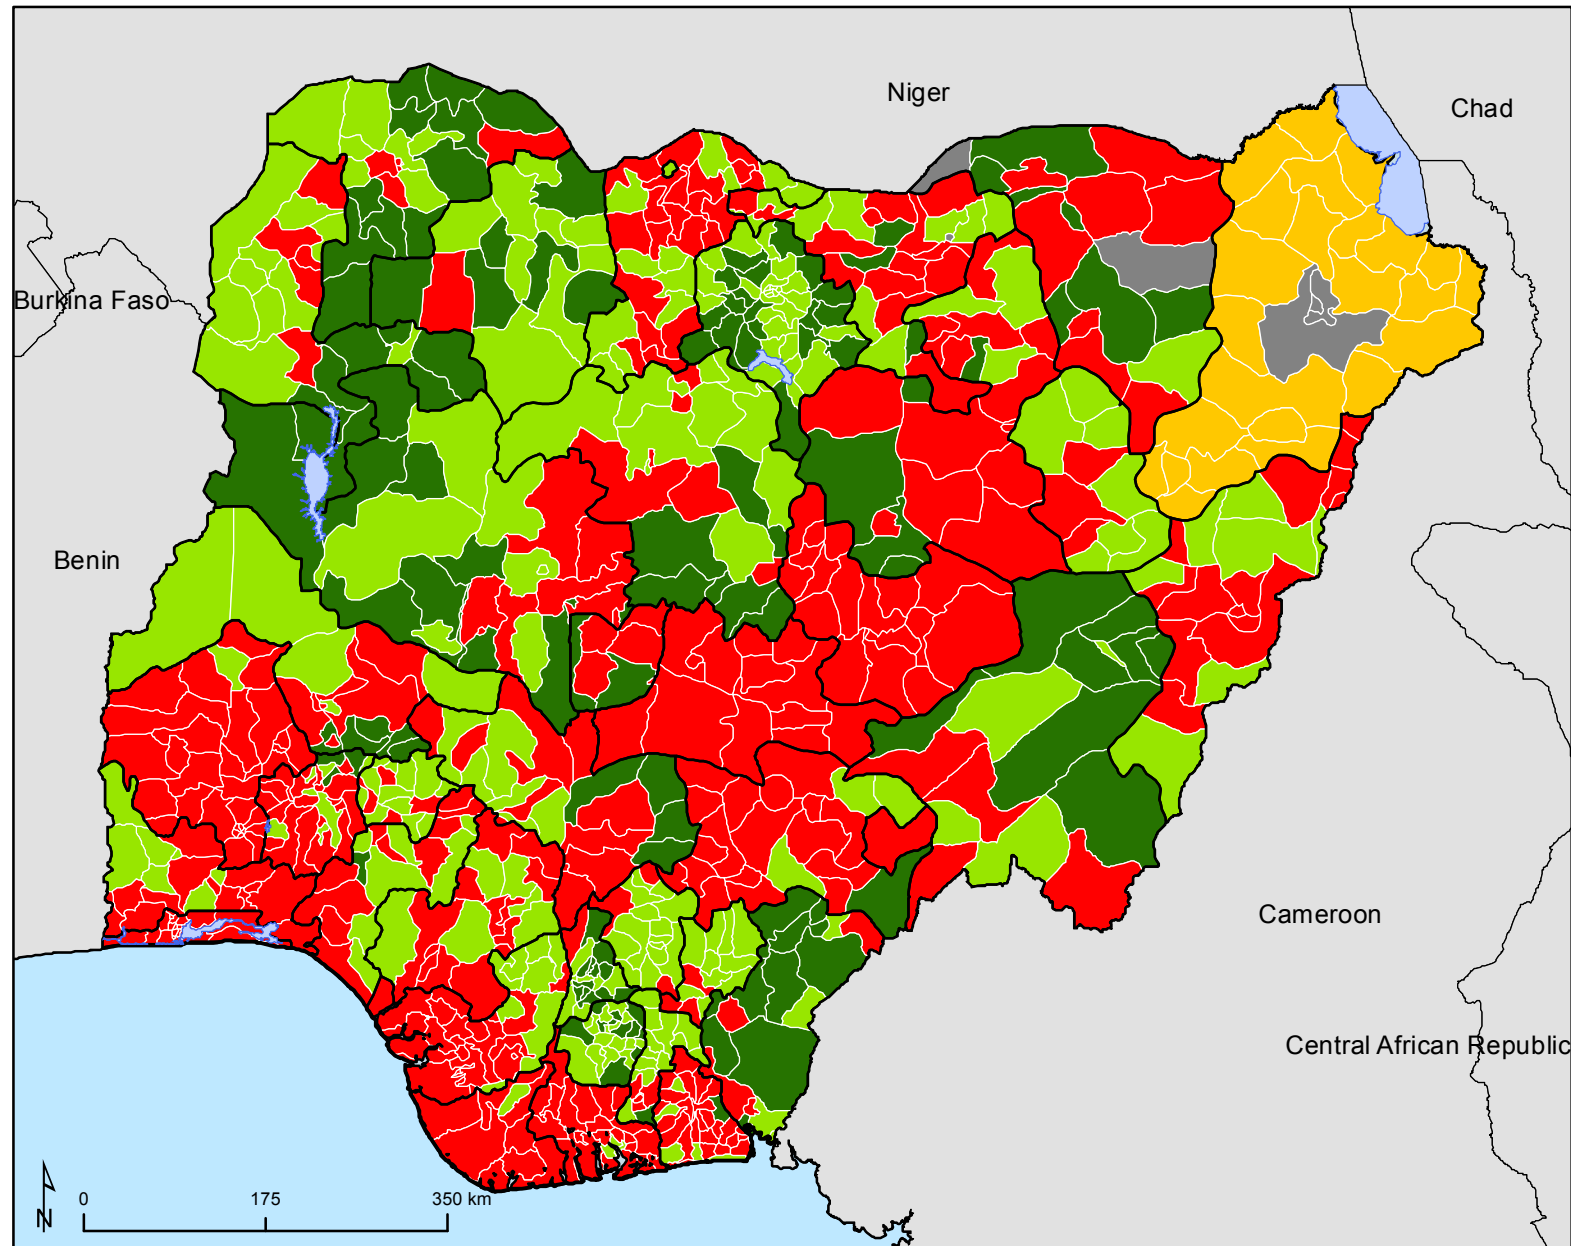 Niger
Chad
Burkina Faso
Benin
Cameroon
Central African Republic
N
0 175 350 km